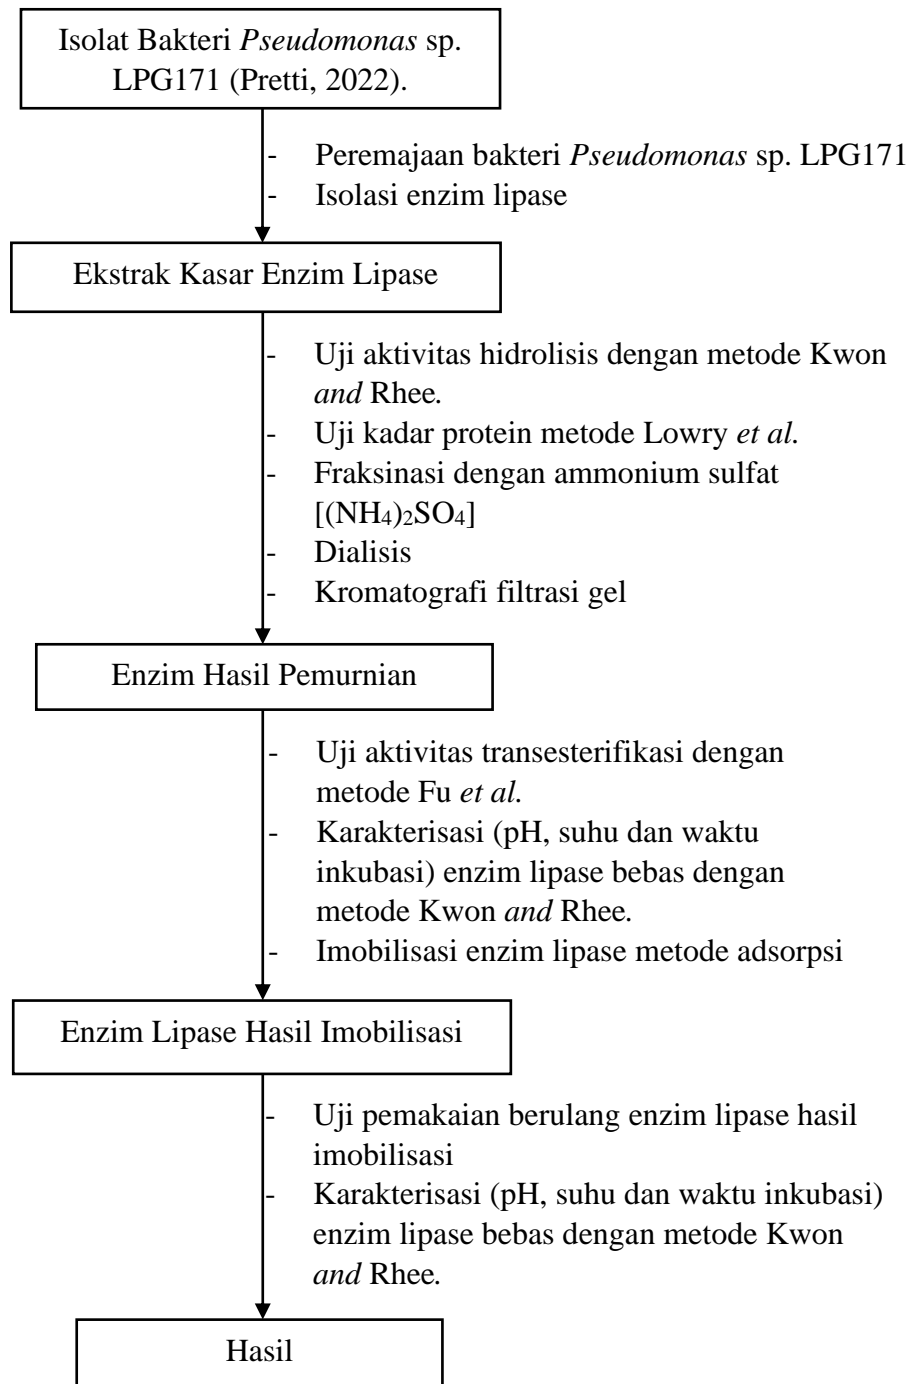 Isolat Bakteri Pseudomonas sp.
LPG171 (Pretti, 2022).
- Peremajaan bakteri Pseudomonas sp. LPG171
- Isolasi enzim lipase
Ekstrak Kasar Enzim Lipase
- Uji aktivitas hidrolisis dengan metode Kwon
and Rhee.
- Uji kadar protein metode Lowry et al.
- Fraksinasi dengan ammonium sulfat
[(NH₄)₂SO₄]
- Dialisis
- Kromatografi filtrasi gel
Enzim Hasil Pemurnian
- Uji aktivitas transesterifikasi dengan
metode Fu et al.
- Karakterisasi (pH, suhu dan waktu
inkubasi) enzim lipase bebas dengan
metode Kwon and Rhee.
- Imobilisasi enzim lipase metode adsorpsi
Enzim Lipase Hasil Imobilisasi
- Uji pemakaian berulang enzim lipase hasil
imobilisasi
- Karakterisasi (pH, suhu dan waktu inkubasi)
enzim lipase bebas dengan metode Kwon
and Rhee.
Hasil